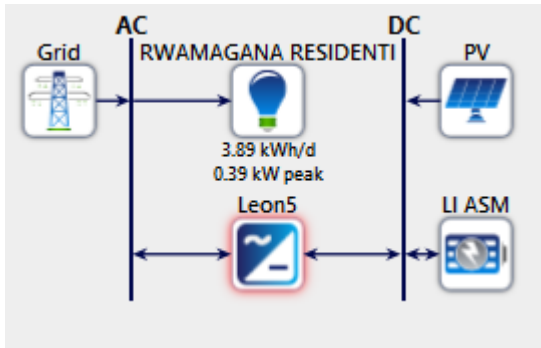 AC DC
Grid RWAMAGANA RESIDENTI PV
3.89 kWh/d
0.39 kW peak
Leon5 LI ASM